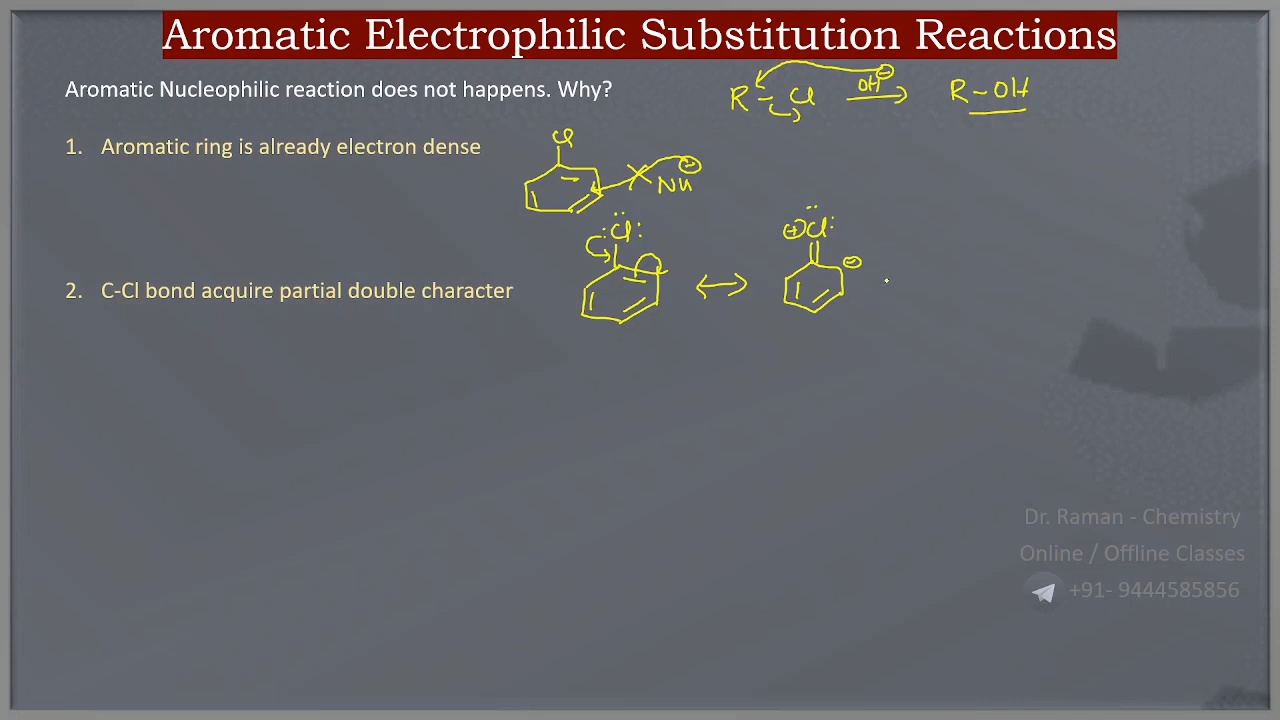 Aromatic Electrophilic Substitution Reactions
Aromatic Nucleophilic reaction does not happens. Why?
R – Cl OH⊖ → R – OH
1. Aromatic ring is already electron dense
Cl
Nu⊖
:Cl:
⊕Cl:
⊖
2. C-Cl bond acquire partial double character
Dr. Raman - Chemistry
Online / Offline Classes
+91- 9444585856